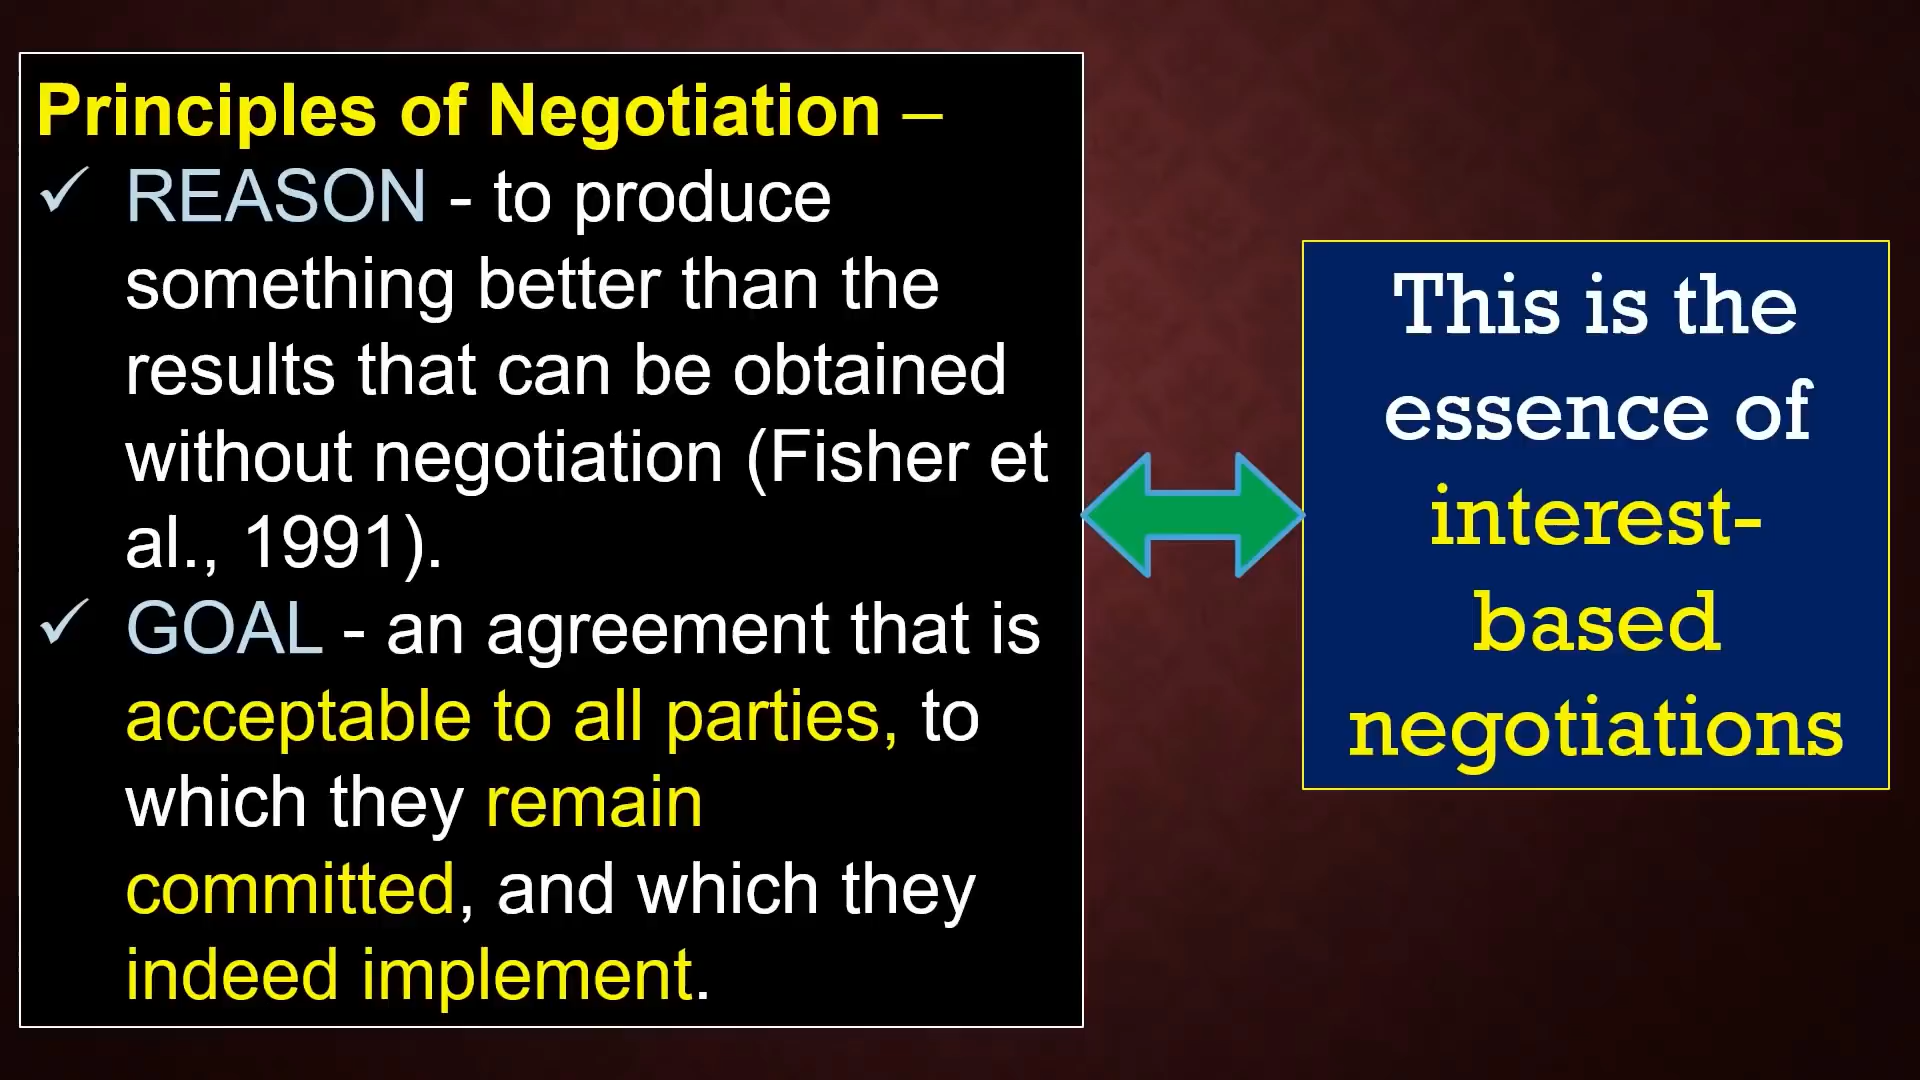 Principles of Negotiation –
✓ REASON - to produce
something better than the
results that can be obtained
without negotiation (Fisher et
al., 1991).
✓ GOAL - an agreement that is
acceptable to all parties, to
which they remain
committed, and which they
indeed implement.
This is the
essence of
interest-
based
negotiations